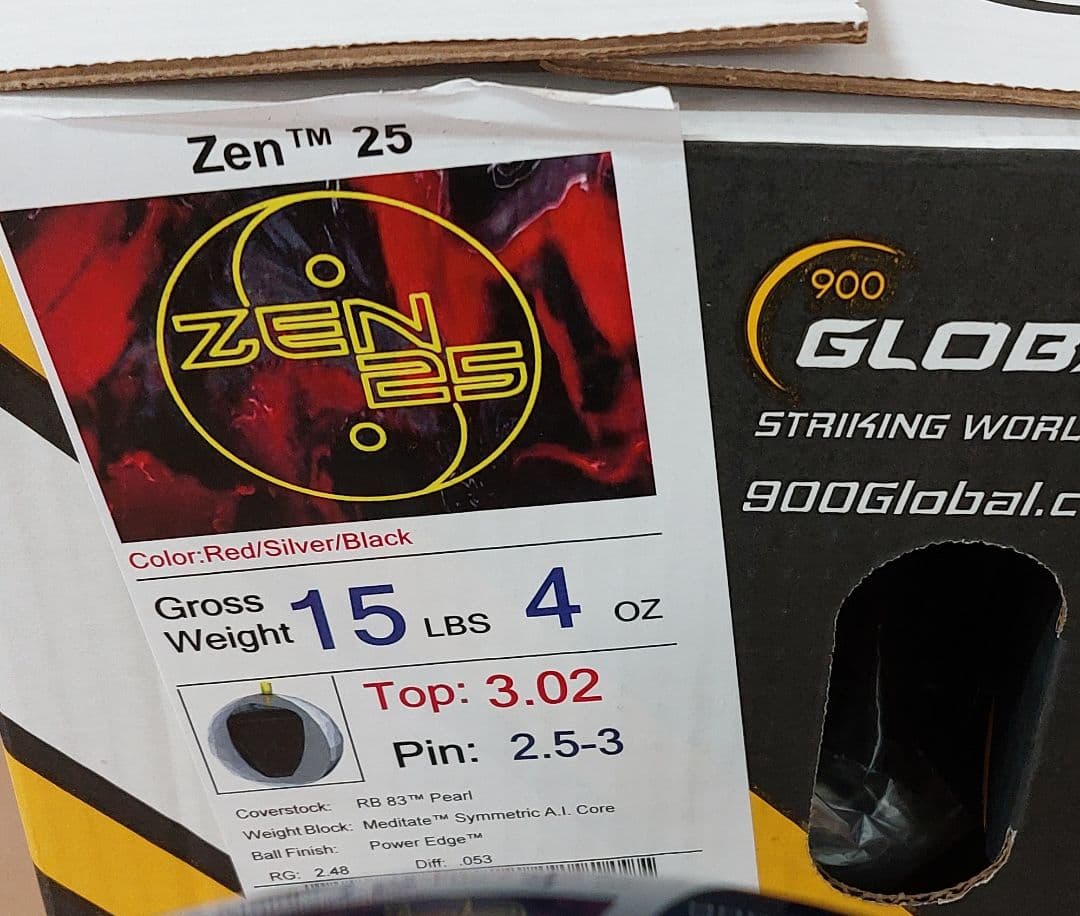 Zen™ 25
ZEN
25
Color:Red/Silver/Black
Gross
Weight 15 LBS 4 OZ
Top: 3.02
Pin: 2.5-3
Coverstock: RB 83™ Pearl
Weight Block: Meditate™ Symmetric A.I. Core
Ball Finish: Power Edge™
RG: 2.48 Diff: .053
900
GLOB
STRIKING WORL
900Global.c